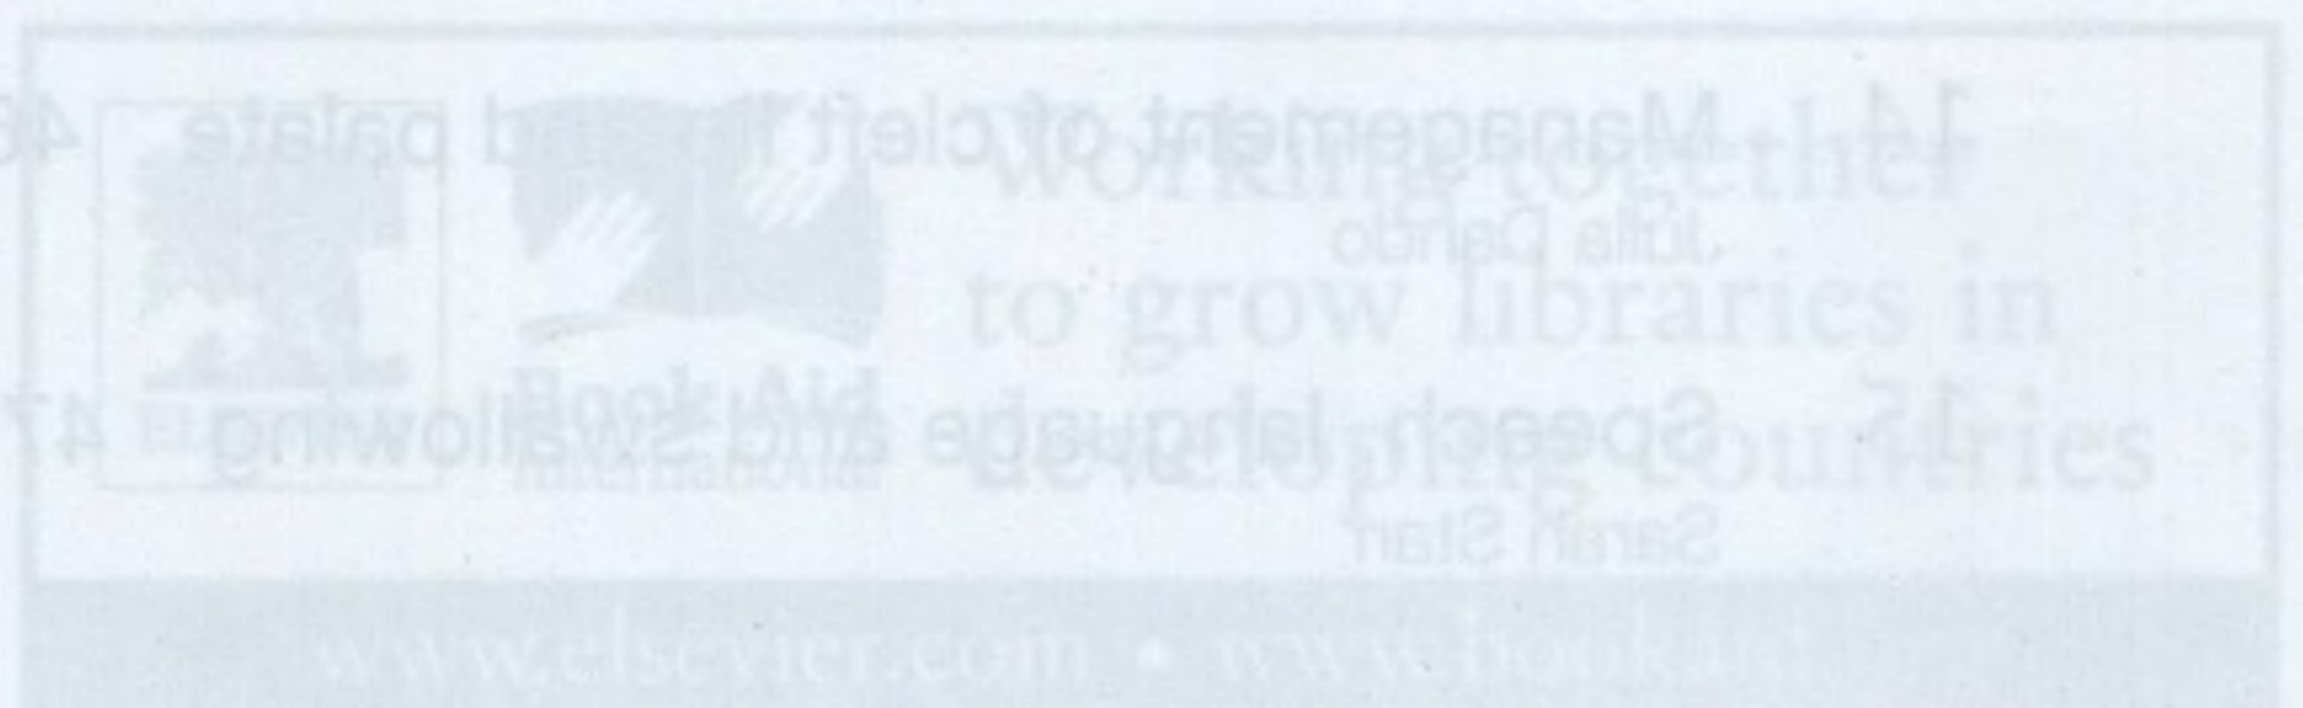 Working together
to grow libraries in
developing countries
ELSEVIER
Book Aid
International
www.elsevier.com • www.bookaid
14 Management of cleft lip and palate 46
Julia Dando
15 Speech, language and swallowing 47
Sarah Starr